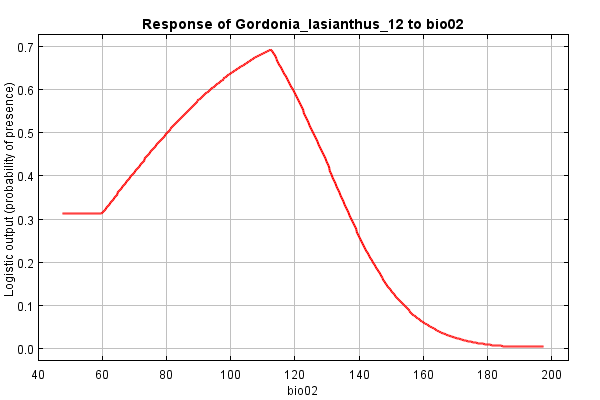 Response of Gordonia_lasianthus_12 to bio02
Logistic output (probability of presence)
0.7
0.6
0.5
0.4
0.3
0.2
0.1
0.0
40 60 80 100 120 140 160 180 200
bio02